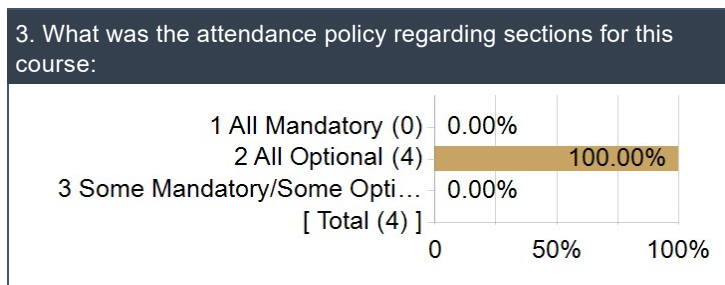 3. What was the attendance policy regarding sections for this
course:
1 All Mandatory (0) 0.00%
2 All Optional (4) 100.00%
3 Some Mandatory/Some Opti... 0.00%
[ Total (4) ]
0 50% 100%